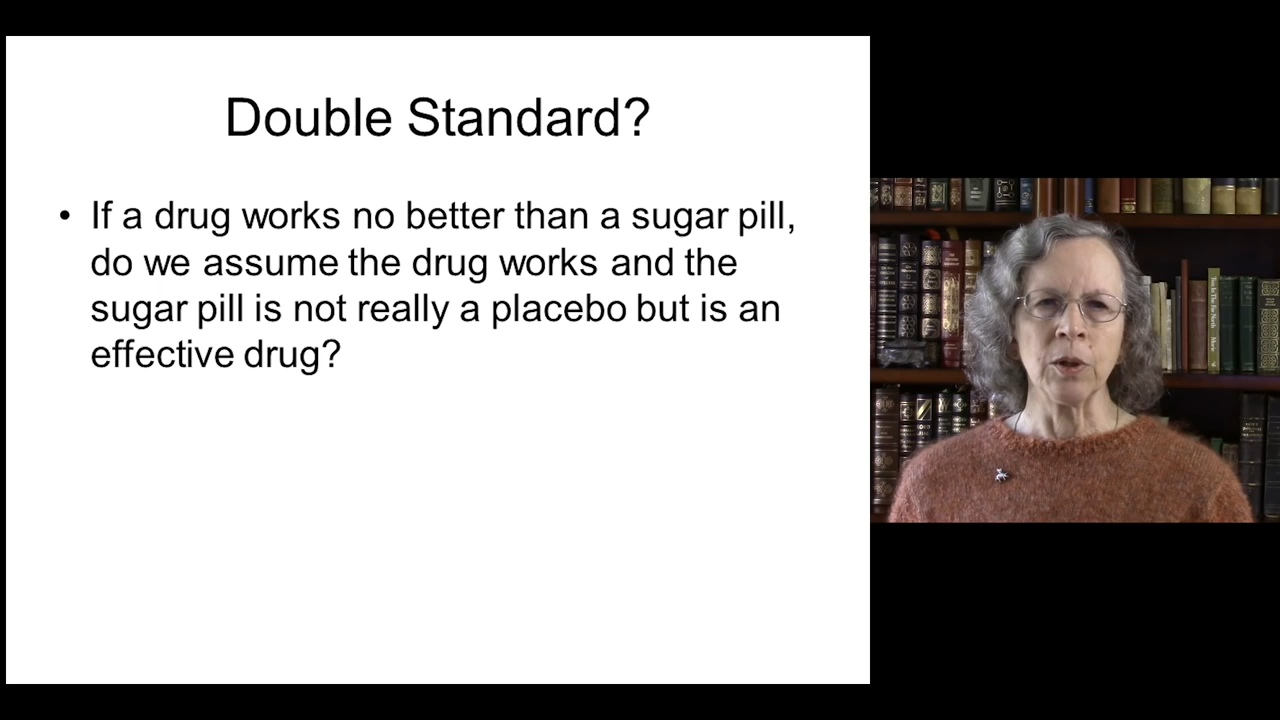 Double Standard?
• If a drug works no better than a sugar pill,
do we assume the drug works and the
sugar pill is not really a placebo but is an
effective drug?